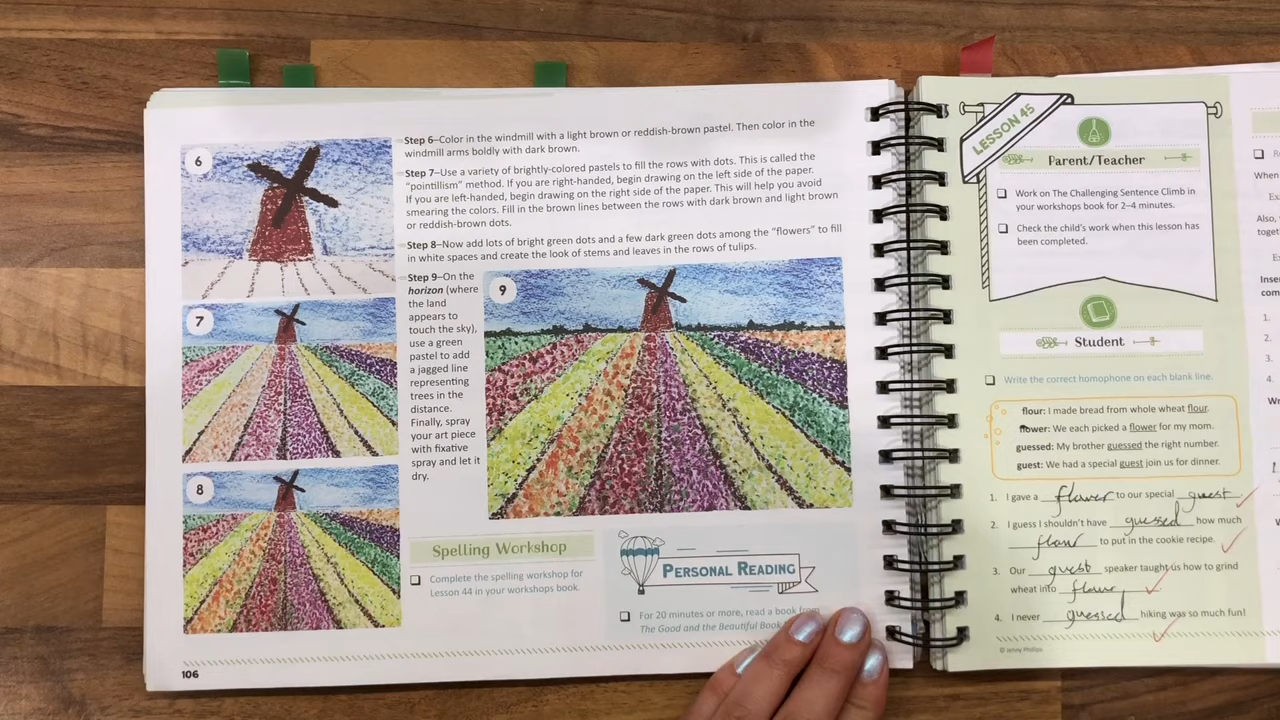 6
Step 6–Color in the windmill with a light brown or reddish-brown pastel. Then color in the
windmill arms boldly with dark brown.
Step 7–Use a variety of brightly-colored pastels to fill the rows with dots. This is called the
"pointillism" method. If you are right-handed, begin drawing on the left side of the paper.
If you are left-handed, begin drawing on the right side of the paper. This will help you avoid
smearing the colors. Fill in the brown lines between the rows with dark brown and light brown
or reddish-brown dots.
Step 8–Now add lots of bright green dots and a few dark green dots among the "flowers" to fill
in white spaces and create the look of stems and leaves in the rows of tulips.
Step 9–On the
horizon (where
the land
appears to
touch the sky),
use a green
pastel to add
a jagged line
representing
trees in the
distance.
Finally, spray
your art piece
with fixative
spray and let it
dry.
7
8
9
Spelling Workshop
Complete the spelling workshop for
Lesson 44 in your workshops book.
PERSONAL READING
For 20 minutes or more, read a book from
The Good and the Beautiful Book
106
LESSON 45
Parent/Teacher
Work on The Challenging Sentence Climb in
your workshops book for 2–4 minutes.
Check the child's work when this lesson has
been completed.
Student
Write the correct homophone on each blank line.
flour: I made bread from whole wheat flour.
flower: We each picked a flower for my mom.
guessed: My brother guessed the right number.
guest: We had a special guest join us for dinner.
1. I gave a flower to our special guest.
2. I guess I shouldn't have guessed how much
flour to put in the cookie recipe.
3. Our guest speaker taught us how to grind
wheat into flour.
4. I never guessed hiking was so much fun!
© Jenny Phillips
When
Also,
1.
2.
3.
4.